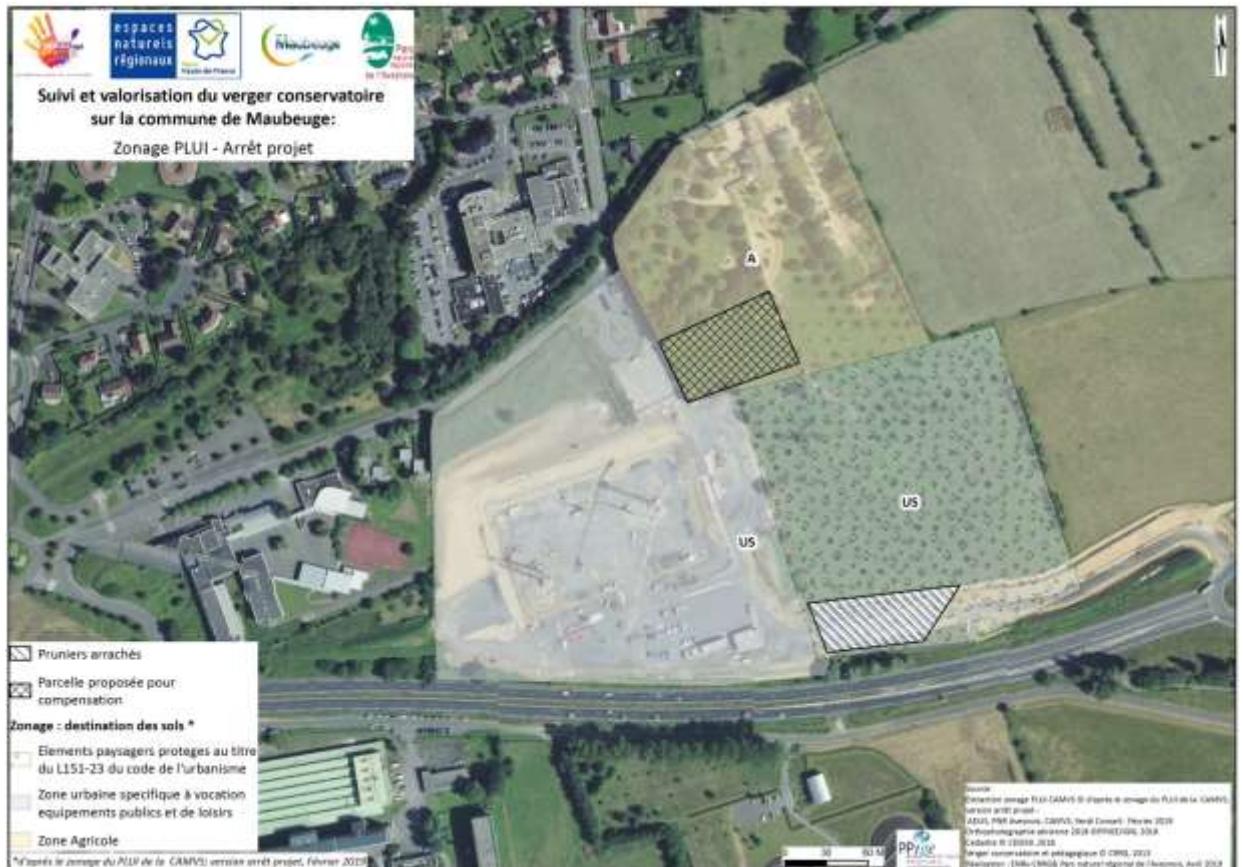 espaces
naturels
régionaux
Maubeuge
Suivi et valorisation du verger conservatoire
sur la commune de Maubeuge:
Zonage PLUI - Arrêt projet
A
US
US
Pruniers arrachés
Parcelle proposée pour
compensation
Zonage : destination des sols *
Elements paysagers proteges au titre
du L151-23 du code de l'urbanisme
Zone urbaine specifique à vocation
equipements publics et de loisirs
Zone Agricole
*d'après le zonage du PLUI de la CAMVS; version arrêt projet, février 2019
Source